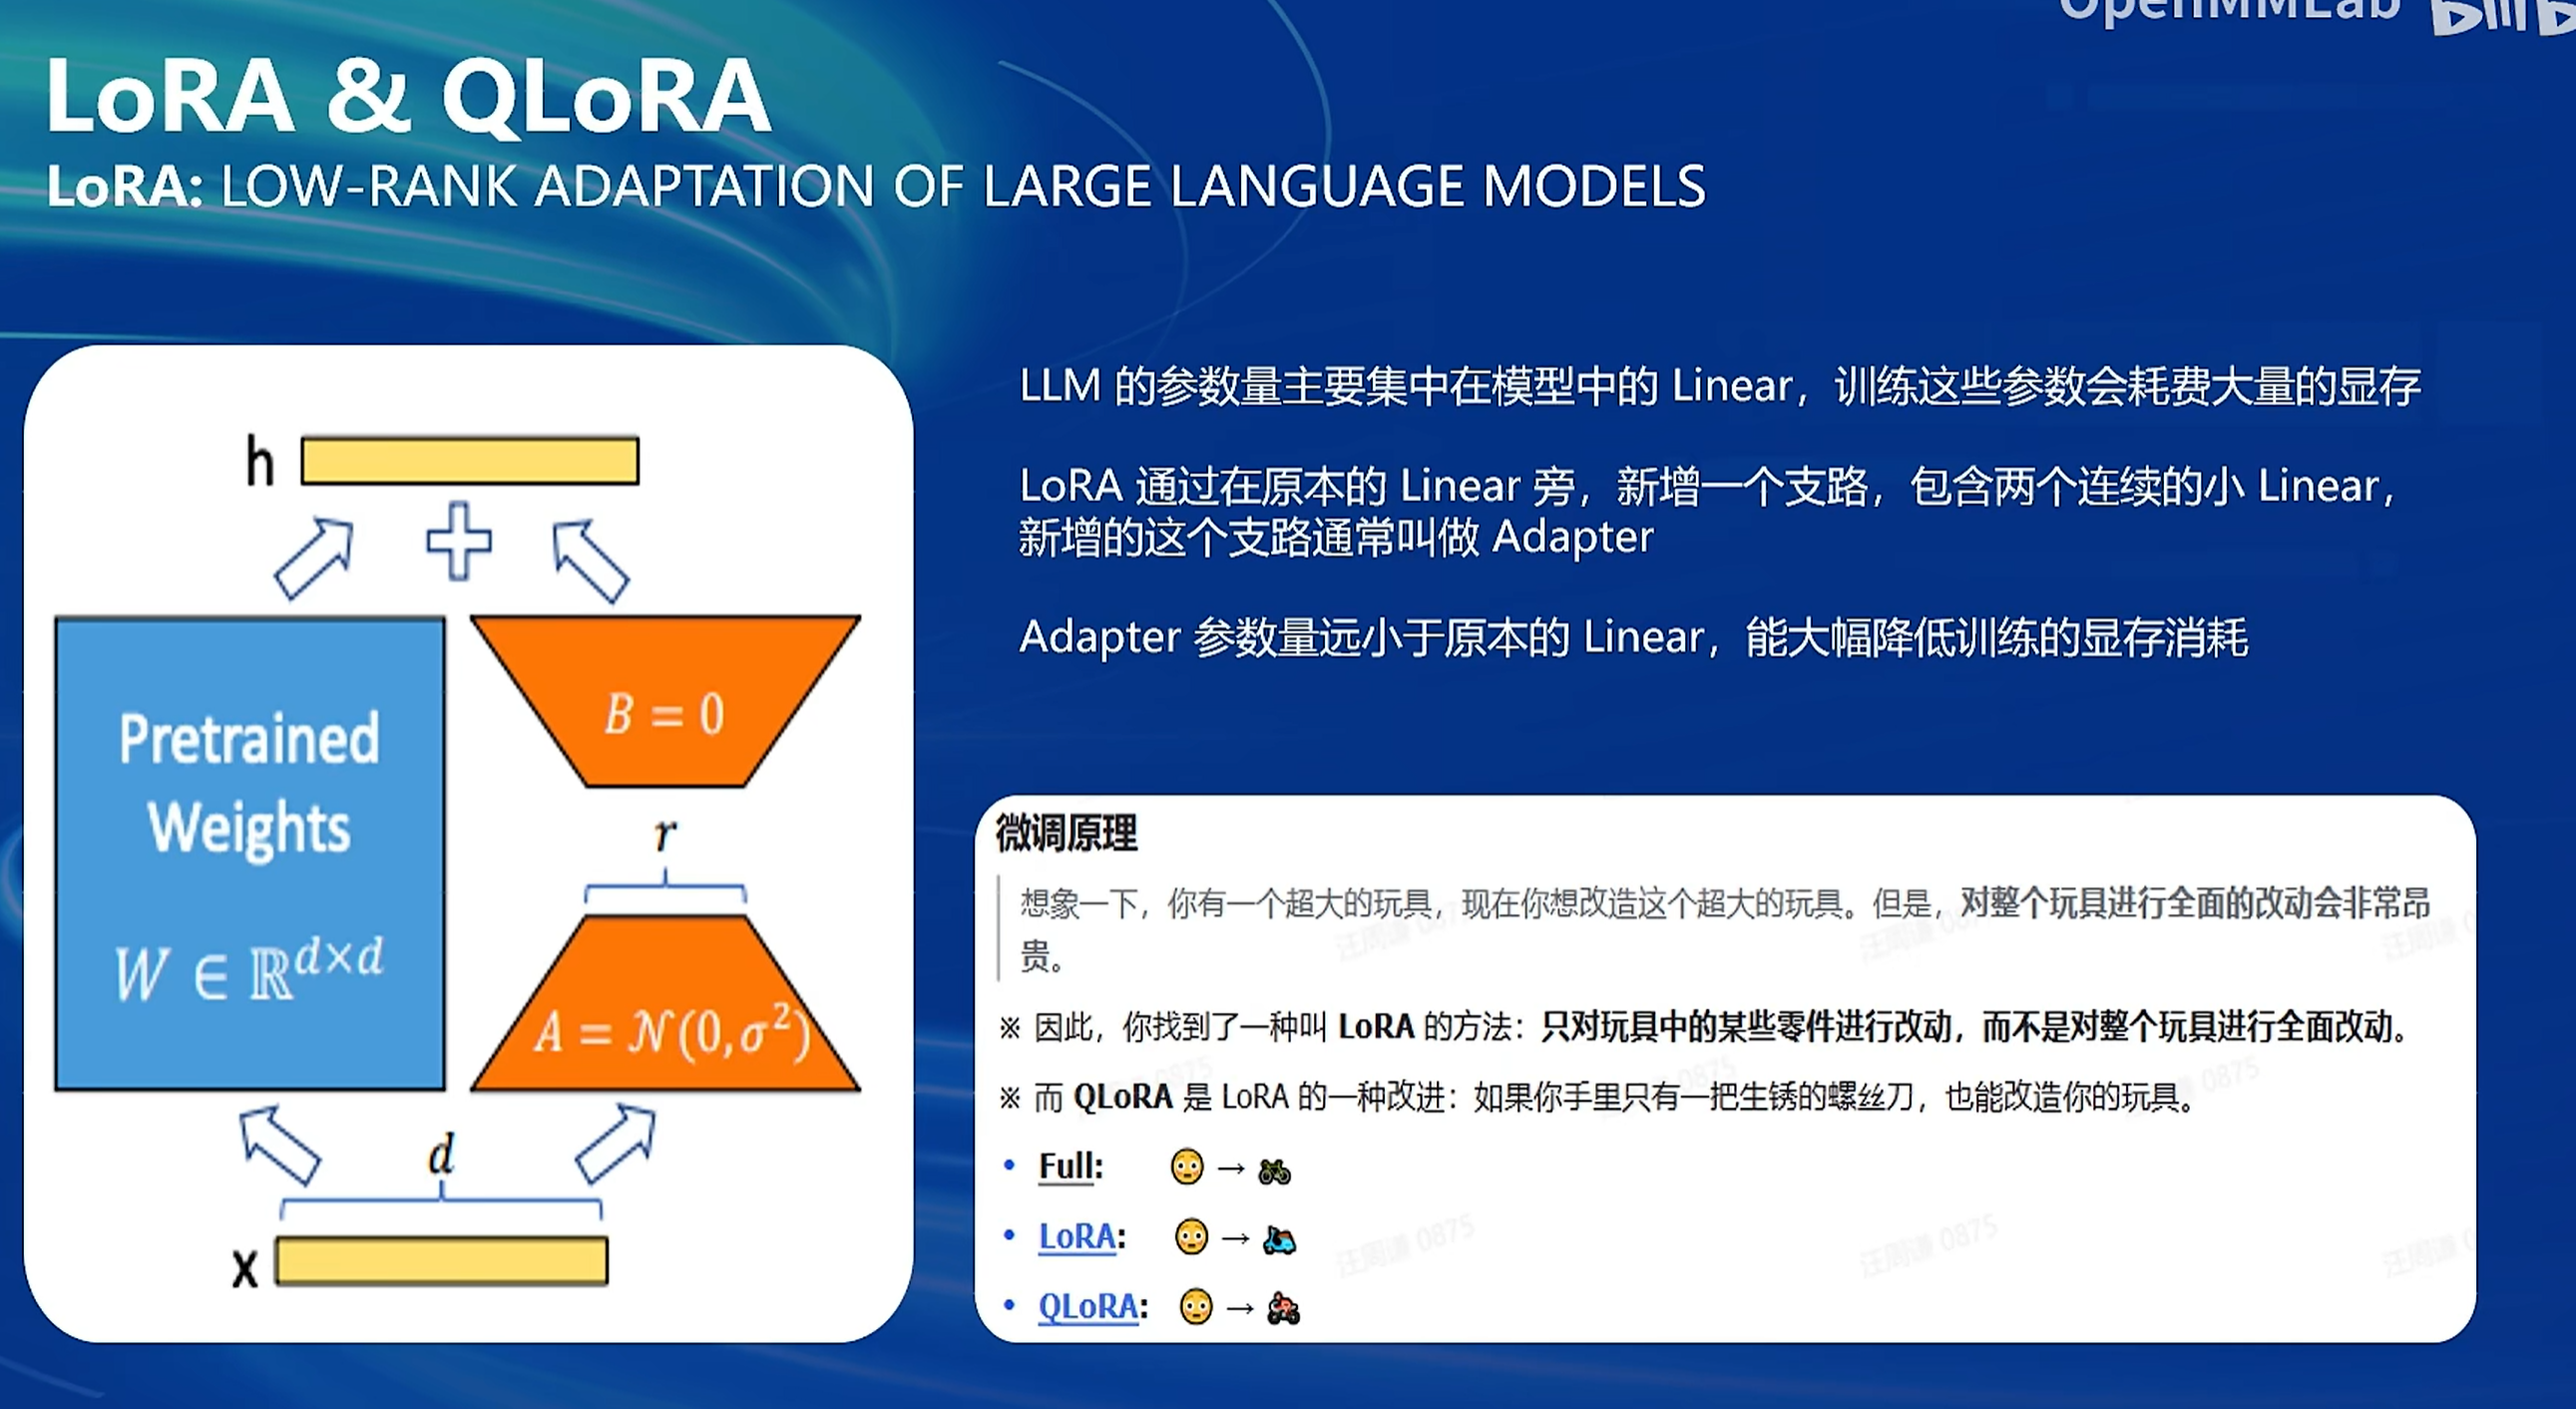 OpenMMLab
LoRA & QLoRA
LoRA: LOW-RANK ADAPTATION OF LARGE LANGUAGE MODELS
h
Pretrained
Weights
W ∈ ℝ^{d×d}
B = 0
r
A = 𝒩(0,σ²)
d
x
LLM 的参数量主要集中在模型中的 Linear，训练这些参数会耗费大量的显存
LoRA 通过在原本的 Linear 旁，新增一个支路，包含两个连续的小 Linear，
新增的这个支路通常叫做 Adapter
Adapter 参数量远小于原本的 Linear，能大幅降低训练的显存消耗
微调原理
想象一下，你有一个超大的玩具，现在你想改造这个超大的玩具。但是，对整个玩具进行全面的改动会非常昂
贵。
※ 因此，你找到了一种叫 LoRA 的方法：只对玩具中的某些零件进行改动，而不是对整个玩具进行全面改动。
※ 而 QLoRA 是 LoRA 的一种改进：如果你手里只有一把生锈的螺丝刀，也能改造你的玩具。
• Full: 😳 → 🚲
• LoRA: 😳 → 🛵
• QLoRA: 😳 → 🏍
汪周谦 0875
汪周谦 0875